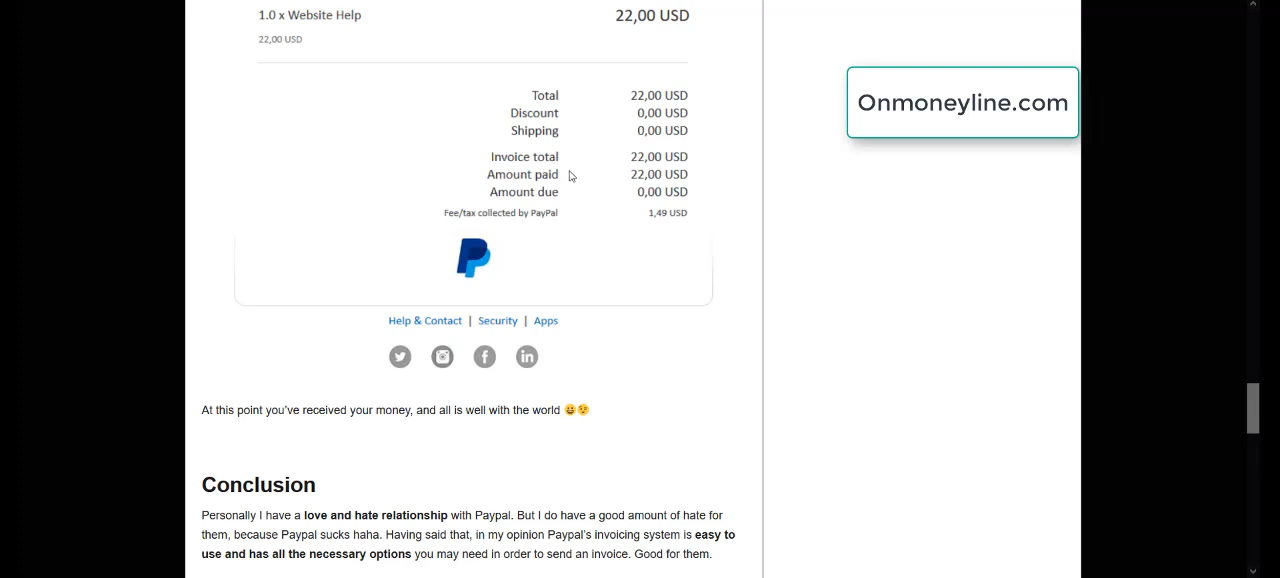 1.0 x Website Help 22,00 USD
22,00 USD
Onmoneyline.com
Total 22,00 USD
Discount 0,00 USD
Shipping 0,00 USD
Invoice total 22,00 USD
Amount paid 22,00 USD
Amount due 0,00 USD
Fee/tax collected by PayPal 1,49 USD
Help & Contact | Security | Apps
At this point you’ve received your money, and all is well with the world 😀😉
Conclusion
Personally I have a love and hate relationship with Paypal. But I do have a good amount of hate for
them, because Paypal sucks haha. Having said that, in my opinion Paypal’s invoicing system is easy to
use and has all the necessary options you may need in order to send an invoice. Good for them.